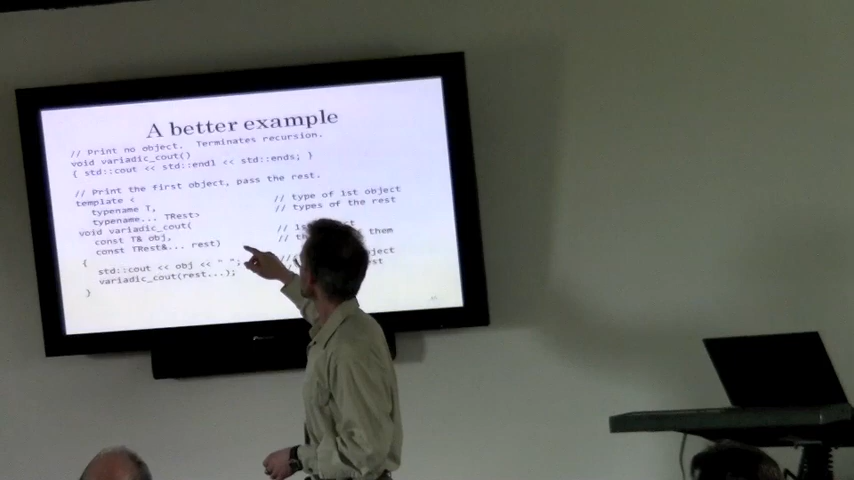 A better example
// Print no object.  Terminates recursion.
void variadic_cout()
{ std::cout << std::endl << std::ends; }
// Print the first object, pass the rest.
template <
typename T, // type of 1st object
typename... TRest> // types of the rest
void variadic_cout(
const T& obj, //
const TRest&... rest) // them
{
std::cout << obj << " ";
variadic_cout(rest...);
}